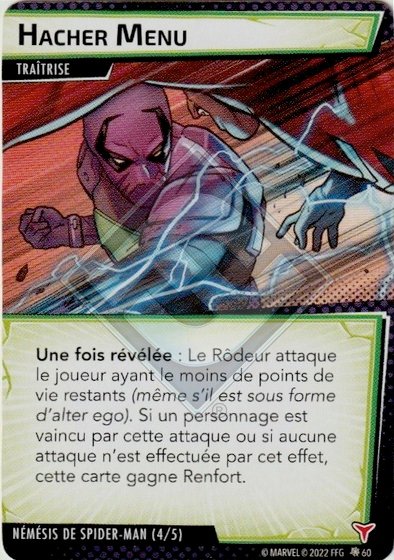 HACHER MENU
TRAÎTRISE
Une fois révélée : Le Rôdeur attaque
le joueur ayant le moins de points de
vie restants (même s'il est sous forme
d'alter ego). Si un personnage est
vaincu par cette attaque ou si aucune
attaque n'est effectuée par cet effet,
cette carte gagne Renfort.
NÉMÉSIS DE SPIDER-MAN (4/5)
© MARVEL © 2022 FFG 60